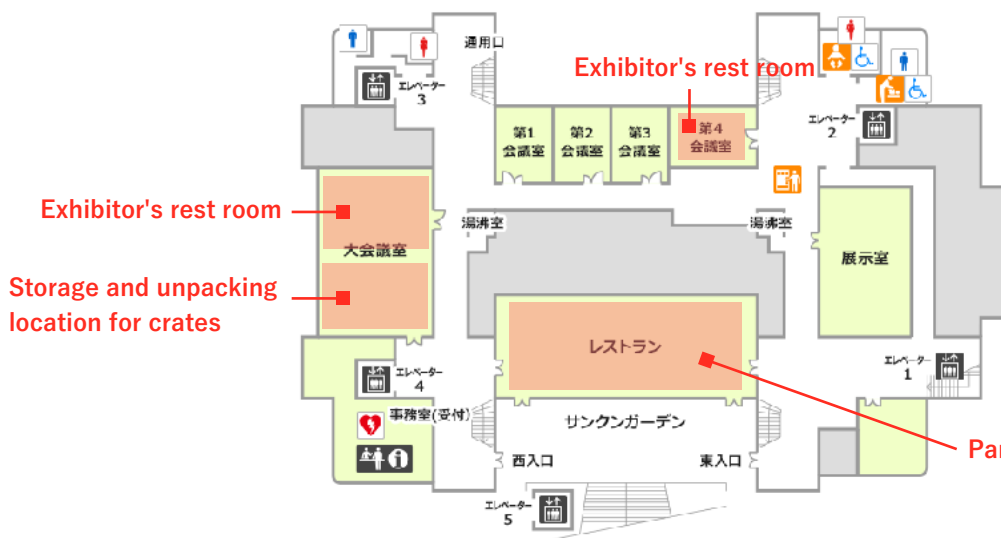 通用口
Exhibitor's rest room
エレベーター
3
エレベーター
2
第1
会議室
第2
会議室
第3
会議室
第4
会議室
Exhibitor's rest room
湯沸室
湯沸室
大会議室
展示室
Storage and unpacking
location for crates
レストラン
エレベーター
1
エレベーター
4
事務室(受付)
サンクンガーデン
Par
西入口
東入口
エレベーター
5